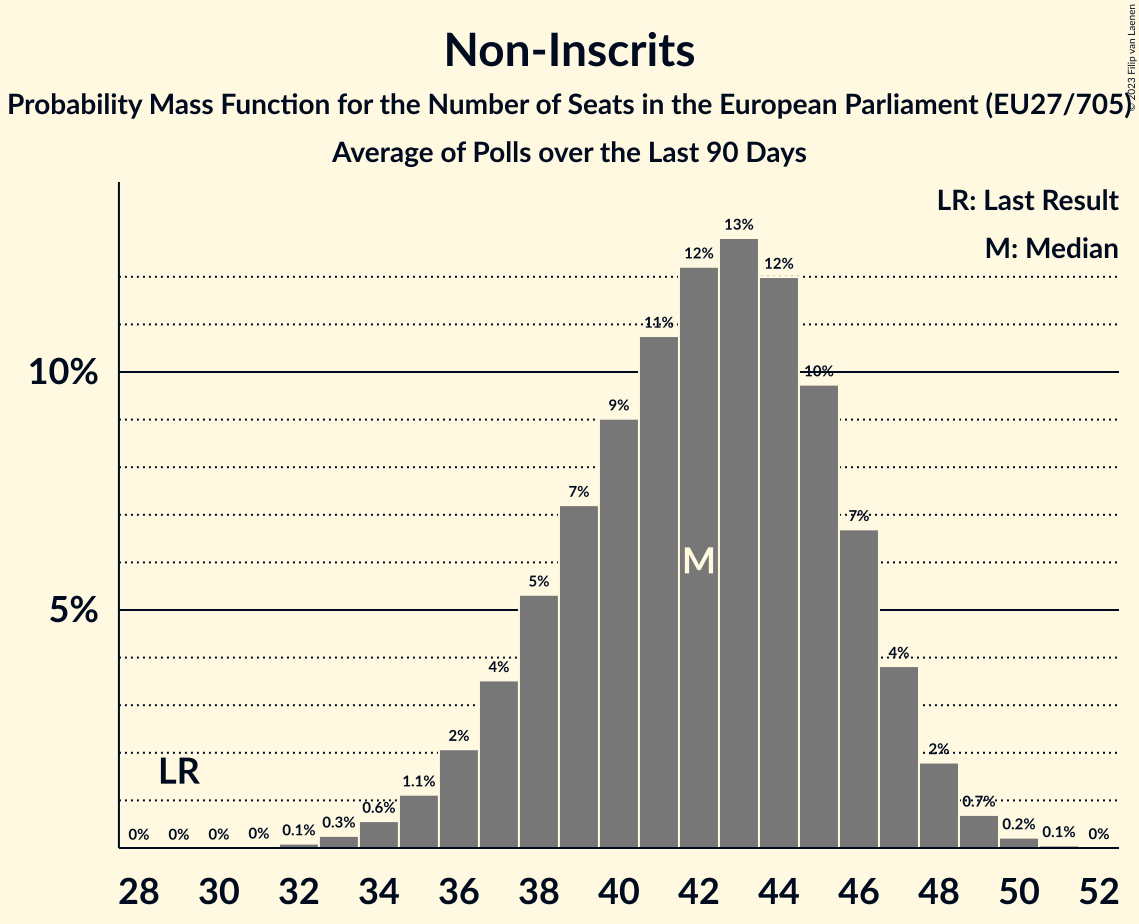 Non-Inscrits
Probability Mass Function for the Number of Seats in the European Parliament (EU27/705)
Average of Polls over the Last 90 Days
© 2023 Filip van Laenen
LR: Last Result
M: Median
13%
12% 12%
11%
10% 10%
9%
7% 7%
M
5%
5%
4% 4%
2% 2%
LR
1.1%
0.6% 0.7%
0% 0% 0% 0% 0.1% 0.3% 0.2% 0.1% 0%
28 30 32 34 36 38 40 42 44 46 48 50 52